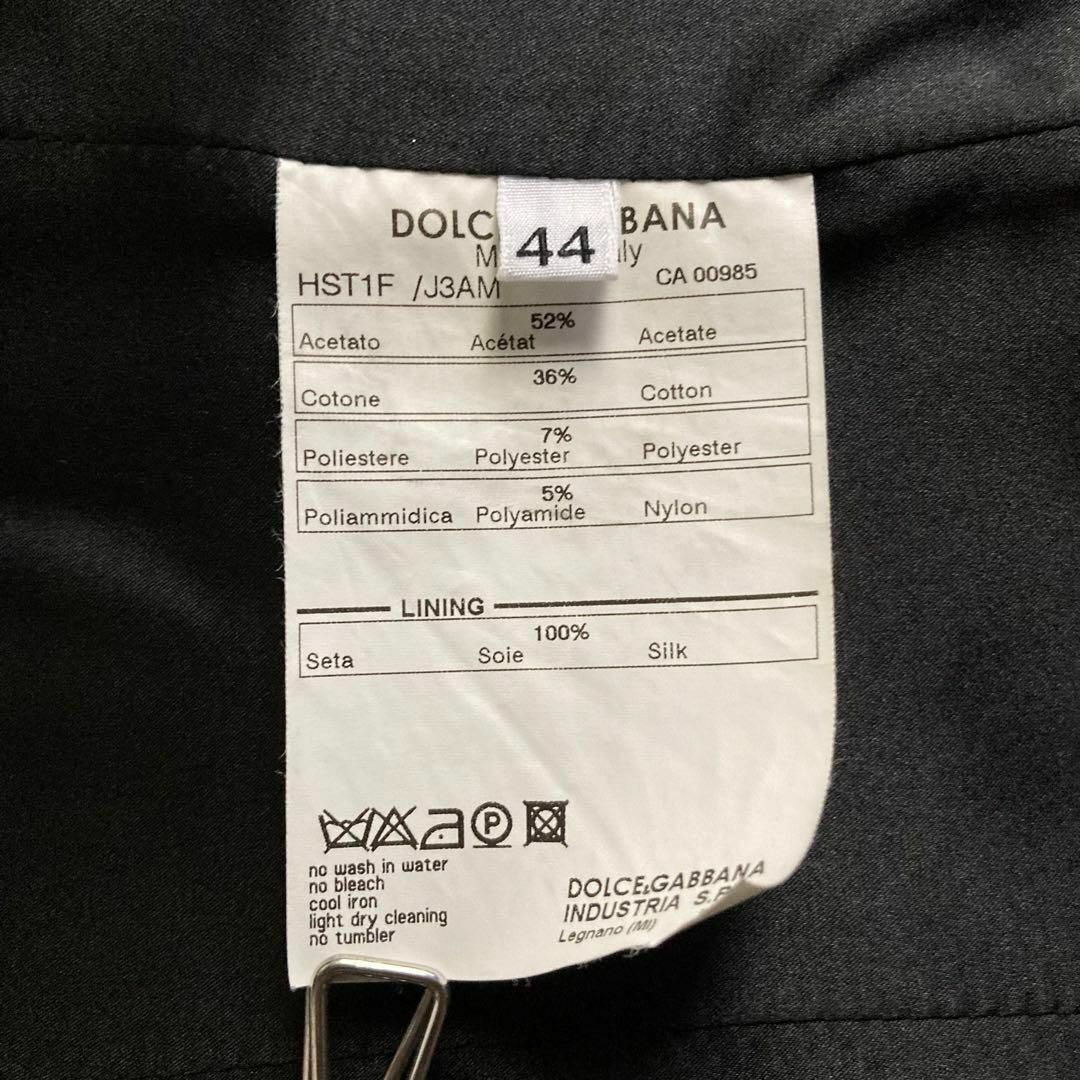 DOLC 44 BANA
M ly
HST1F /J3AM CA 00985
52%
Acetato Acétat Acetate
36%
Cotone Cotton
7%
Poliestere Polyester Polyester
5%
Poliammidica Polyamide Nylon
LINING
100%
Seta Soie Silk
P
no wash in water
no bleach
cool iron
light dry cleaning
no tumbler
DOLCE&GABBANA
INDUSTRIA S.P
Legnano (MI)